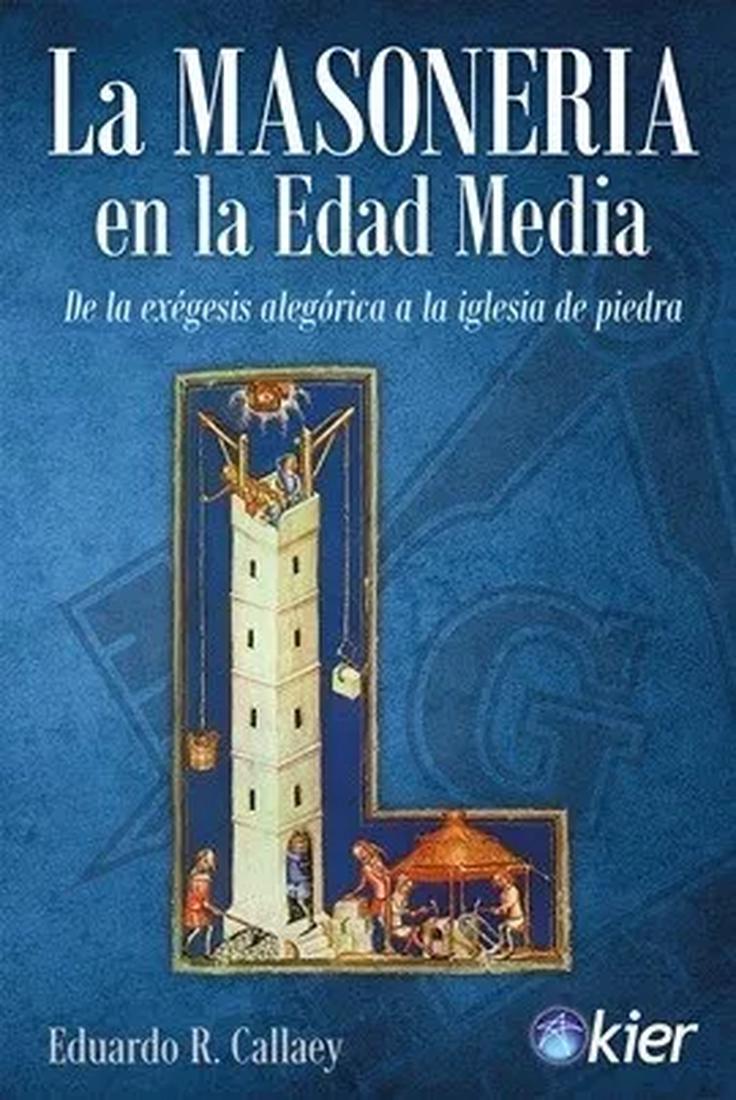 La MASONERIA
en la Edad Media
De la exégesis alegórica a la iglesia de piedra
G
Eduardo R. Callaey
kier